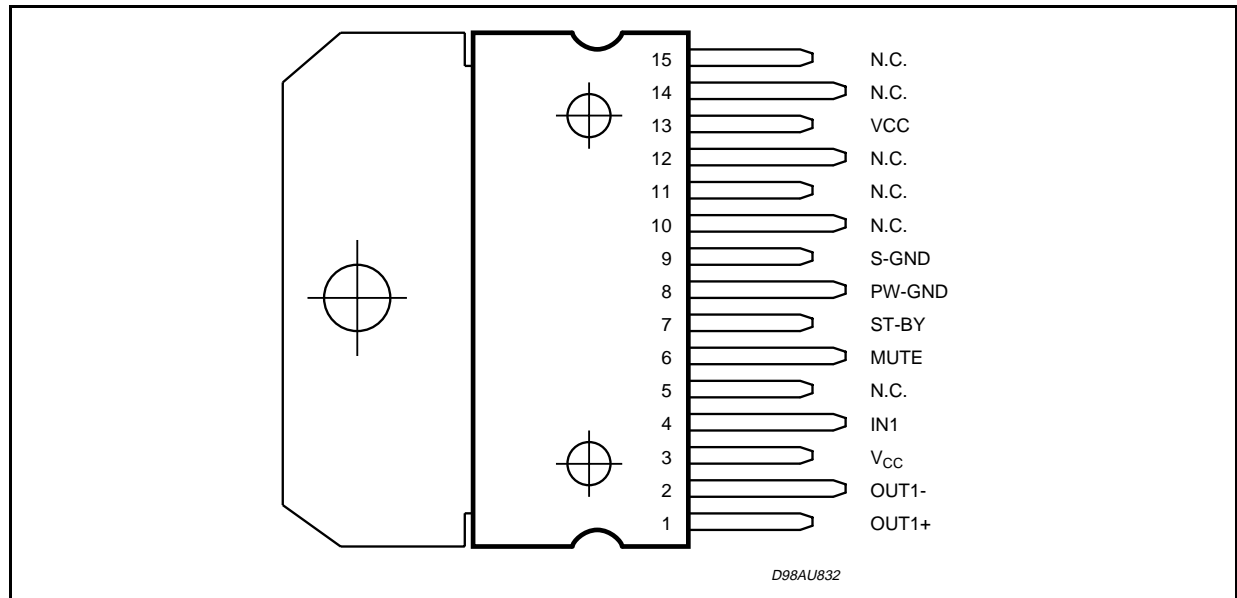 15 N.C.
14 N.C.
13 VCC
12 N.C.
11 N.C.
10 N.C.
9 S-GND
8 PW-GND
7 ST-BY
6 MUTE
5 N.C.
4 IN1
3 VCC
2 OUT1-
1 OUT1+
D98AU832